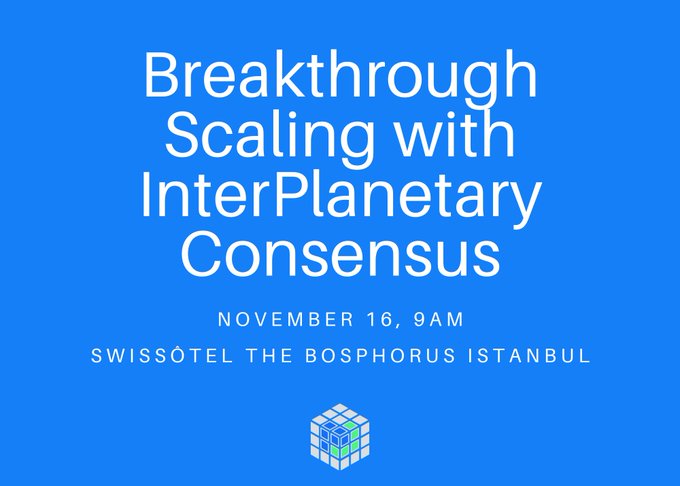 Breakthrough
Scaling with
InterPlanetary
Consensus
NOVEMBER 16, 9AM
SWISSÔTEL THE BOSPHORUS ISTANBUL